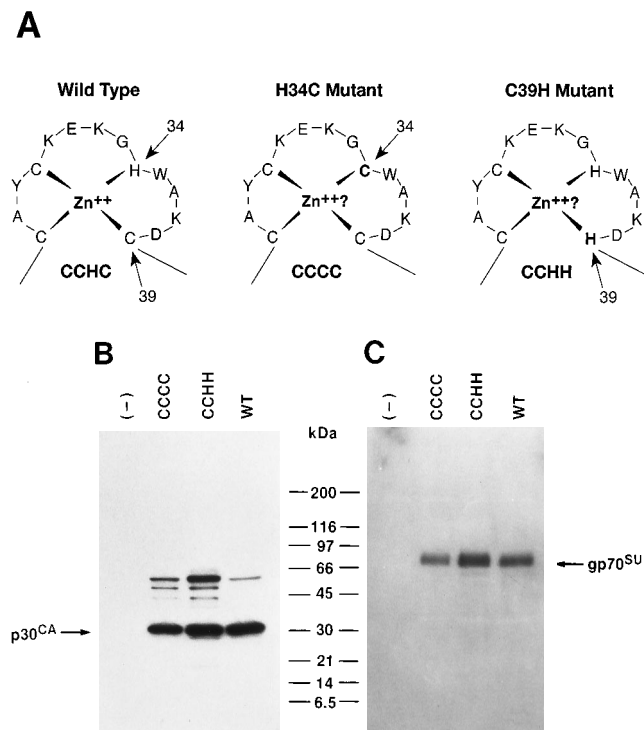 A
Wild Type
H34C Mutant
C39H Mutant
K E K G
C H 34
Y W
A A
C K
C D
Zn++
CCHC
39
K E K G
C C 34
Y W
A A
C K
C D
Zn++?
CCCC
K E K G
C H
Y W
A A
C K
H D
Zn++?
CCHH
39
B
(–) CCCC CCHH WT
kDa
200
116
97
66
45
30
21
14
6.5
p30CA
C
(–) CCCC CCHH WT
gp70SU